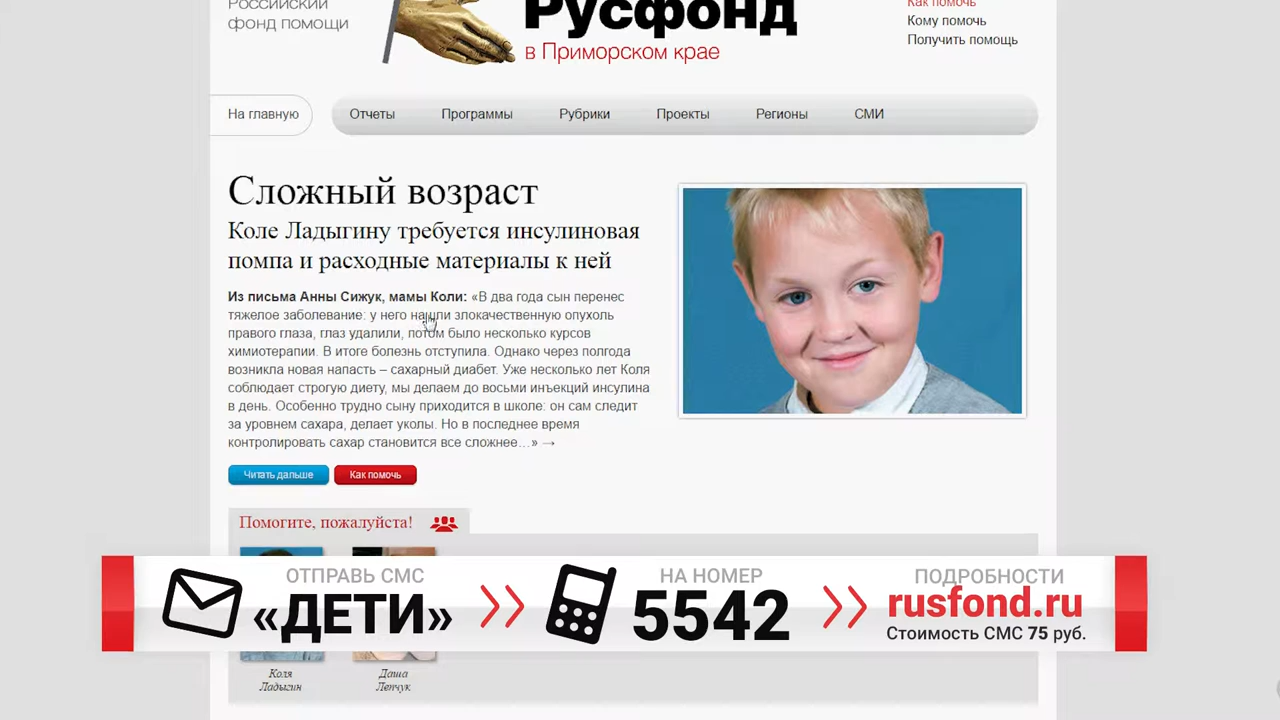 Российский
фонд помощи
Русфонд
в Приморском крае
Как помочь
Кому помочь
Получить помощь
На главную
Отчеты
Программы
Рубрики
Проекты
Регионы
СМИ
Сложный возраст
Коле Ладыгину требуется инсулиновая
помпа и расходные материалы к ней
Из письма Анны Сижук, мамы Коли: «В два года сын перенес
тяжелое заболевание: у него нашли злокачественную опухоль
правого глаза, глаз удалили, потом было несколько курсов
химиотерапии. В итоге болезнь отступила. Однако через полгода
возникла новая напасть – сахарный диабет. Уже несколько лет Коля
соблюдает строгую диету, мы делаем до восьми инъекций инсулина
в день. Особенно трудно сыну приходится в школе: он сам следит
за уровнем сахара, делает уколы. Но в последнее время
контролировать сахар становится все сложнее…» →
Читать дальше
Как помочь
Помогите, пожалуйста!
ОТПРАВЬ СМС
«ДЕТИ»
НА НОМЕР
5542
ПОДРОБНОСТИ
rusfond.ru
Стоимость СМС 75 руб.
Коля
Ладыгин
Даша
Лепчук